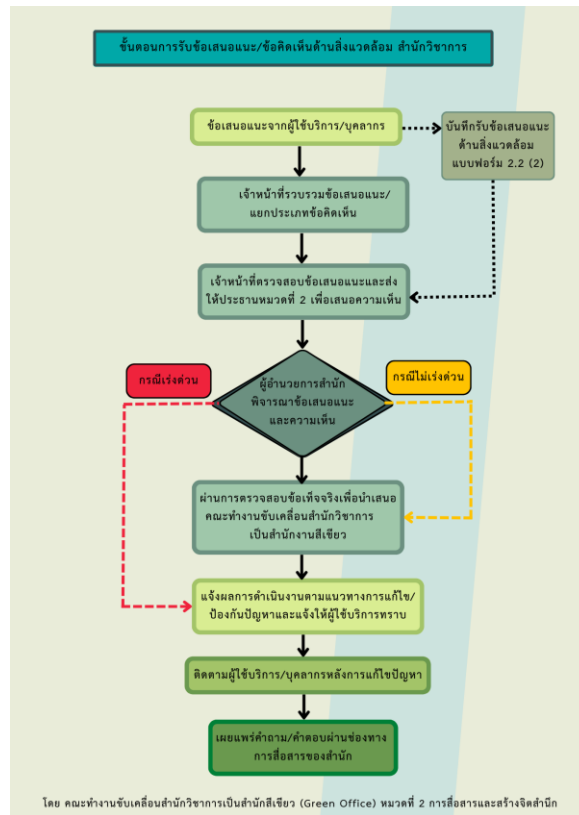 ขั้นตอนการรับข้อเสนอแนะ/ข้อคิดเห็นด้านสิ่งแวดล้อม สำนักวิชาการ
ข้อเสนอแนะจากผู้ใช้บริการ/บุคลากร
บันทึกรับข้อเสนอแนะ
ด้านสิ่งแวดล้อม
แบบฟอร์ม 2.2 (2)
เจ้าหน้าที่รวบรวมข้อเสนอแนะ/
แยกประเภทข้อคิดเห็น
เจ้าหน้าที่ตรวจสอบข้อเสนอแนะและส่ง
ให้ประธานหมวดที่ 2 เพื่อเสนอความเห็น
กรณีเร่งด่วน
กรณีไม่เร่งด่วน
ผู้อำนวยการสำนัก
พิจารณาข้อเสนอแนะ
และความเห็น
ผ่านการตรวจสอบข้อเท็จจริงเพื่อนำเสนอ
คณะทำงานขับเคลื่อนสำนักวิชาการ
เป็นสำนักงานสีเขียว
แจ้งผลการดำเนินงานตามแนวทางการแก้ไข/
ป้องกันปัญหาและแจ้งให้ผู้ใช้บริการทราบ
ติดตามผู้ใช้บริการ/บุคลากรหลังการแก้ไขปัญหา
เผยแพร่คำถาม/คำตอบผ่านช่องทาง
การสื่อสารของสำนัก
โดย คณะทำงานขับเคลื่อนสำนักวิชาการเป็นสำนักสีเขียว (Green Office) หมวดที่ 2 การสื่อสารและสร้างจิตสำนึก